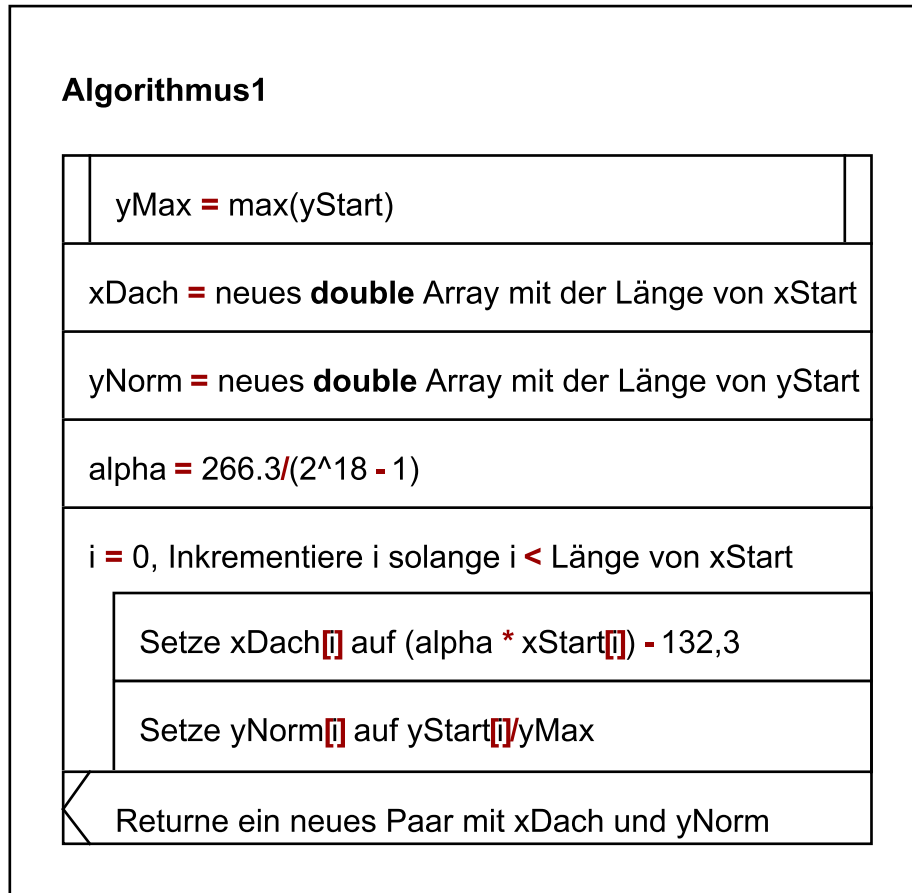 Algorithmus1
yMax = max(yStart)
xDach = neues double Array mit der Länge von xStart
yNorm = neues double Array mit der Länge von yStart
alpha = 266.3/(2^18 - 1)
i = 0, Inkrementiere i solange i < Länge von xStart
Setze xDach[i] auf (alpha * xStart[i]) - 132,3
Setze yNorm[i] auf yStart[i]/yMax
Returne ein neues Paar mit xDach und yNorm